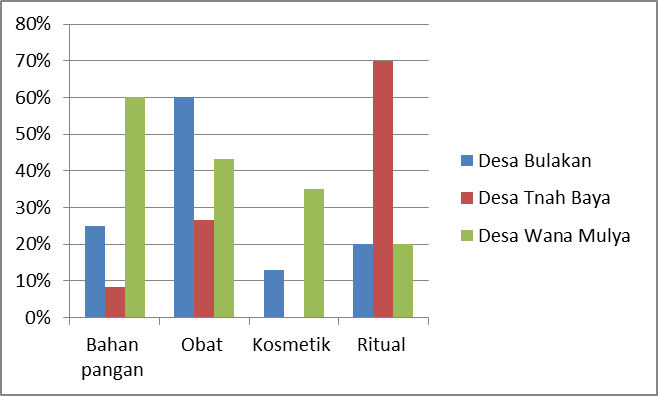 80%
70%
60%
50%
40%
30%
20%
10%
0%
Bahan
pangan
Obat
Kosmetik
Ritual
Desa Bulakan
Desa Tnah Baya
Desa Wana Mulya